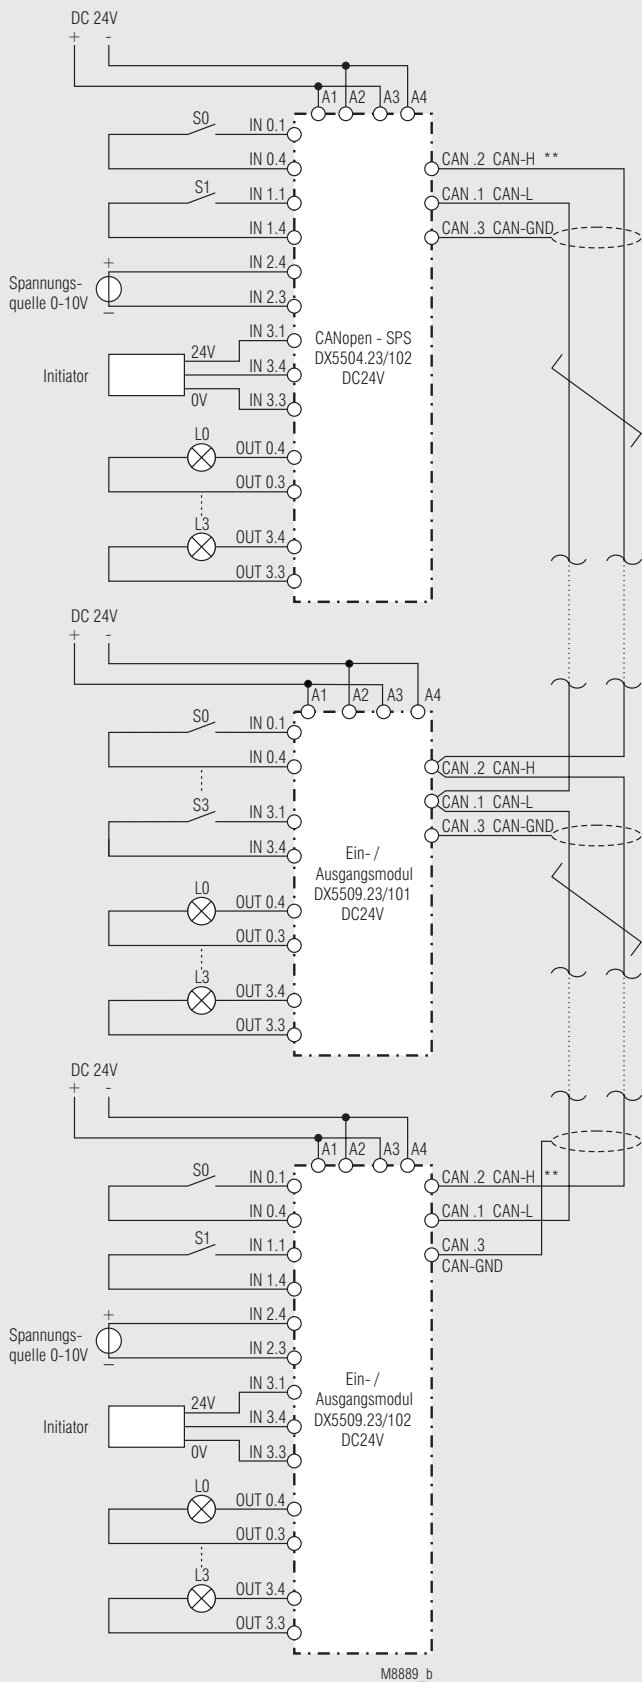 DC 24V
+ -
A1 A2 A3 A4
S0 IN 0.1
IN 0.4
S1 IN 1.1
IN 1.4
IN 2.4
+
Spannungs-
quelle 0-10V
–
IN 2.3
IN 3.1
24V
Initiator
IN 3.4
0V
IN 3.3
L0 OUT 0.4
OUT 0.3
L3 OUT 3.4
OUT 3.3
CANopen - SPS
DX5504.23/102
DC24V
CAN .2 CAN-H **
CAN .1 CAN-L
CAN .3 CAN-GND
DC 24V
+ -
A1 A2 A3 A4
S0 IN 0.1
IN 0.4
S3 IN 3.1
IN 3.4
L0 OUT 0.4
OUT 0.3
L3 OUT 3.4
OUT 3.3
Ein- /
Ausgangsmodul
DX5509.23/101
DC24V
CAN .2 CAN-H
CAN .1 CAN-L
CAN .3 CAN-GND
DC 24V
+ -
A1 A2 A3 A4
S0 IN 0.1
IN 0.4
S1 IN 1.1
IN 1.4
IN 2.4
+
Spannungs-
quelle 0-10V
–
IN 2.3
IN 3.1
24V
Initiator
IN 3.4
0V
IN 3.3
L0 OUT 0.4
OUT 0.3
L3 OUT 3.4
OUT 3.3
Ein- /
Ausgangsmodul
DX5509.23/102
DC24V
CAN .2 CAN-H **
CAN .1 CAN-L
CAN .3
CAN-GND
M8889_b